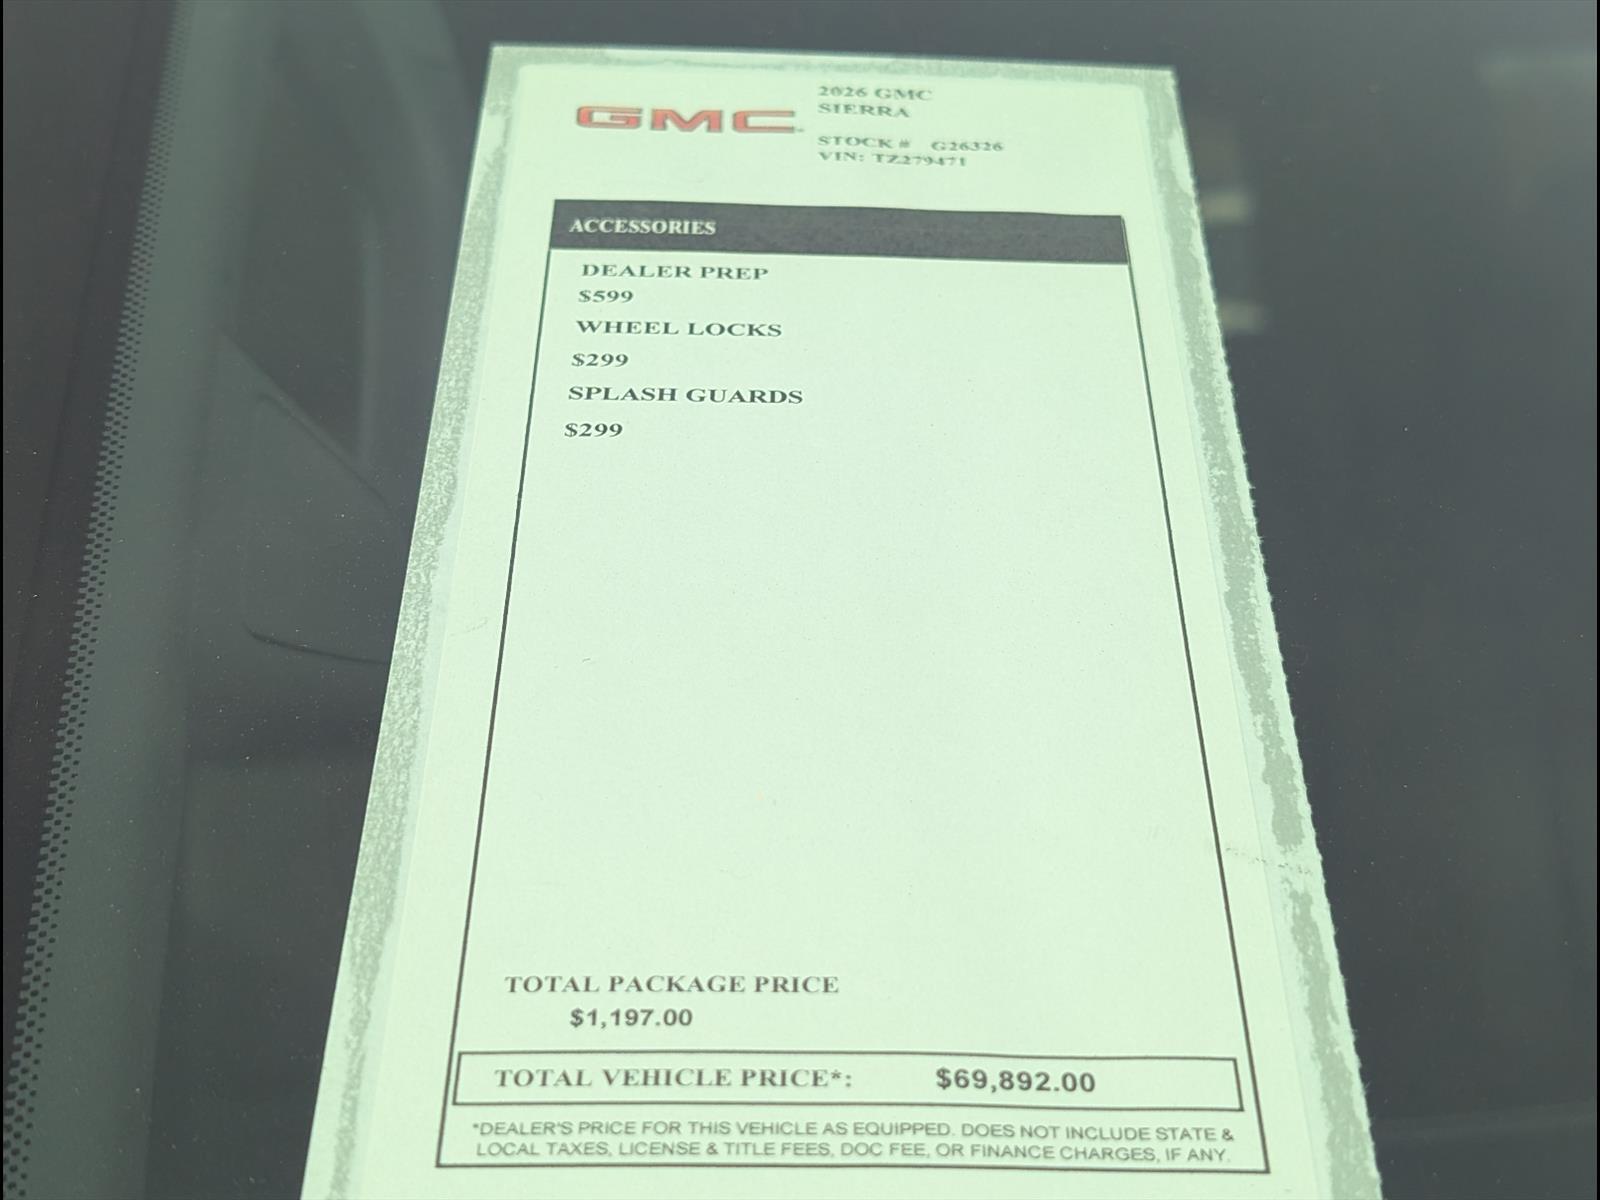 GMC
2026 GMC
SIERRA
STOCK # G26326
VIN: TZ279471
ACCESSORIES
DEALER PREP
$599
WHEEL LOCKS
$299
SPLASH GUARDS
$299
TOTAL PACKAGE PRICE
$1,197.00
TOTAL VEHICLE PRICE*: $69,892.00
*DEALER'S PRICE FOR THIS VEHICLE AS EQUIPPED. DOES NOT INCLUDE STATE &
LOCAL TAXES, LICENSE & TITLE FEES, DOC FEE, OR FINANCE CHARGES, IF ANY.